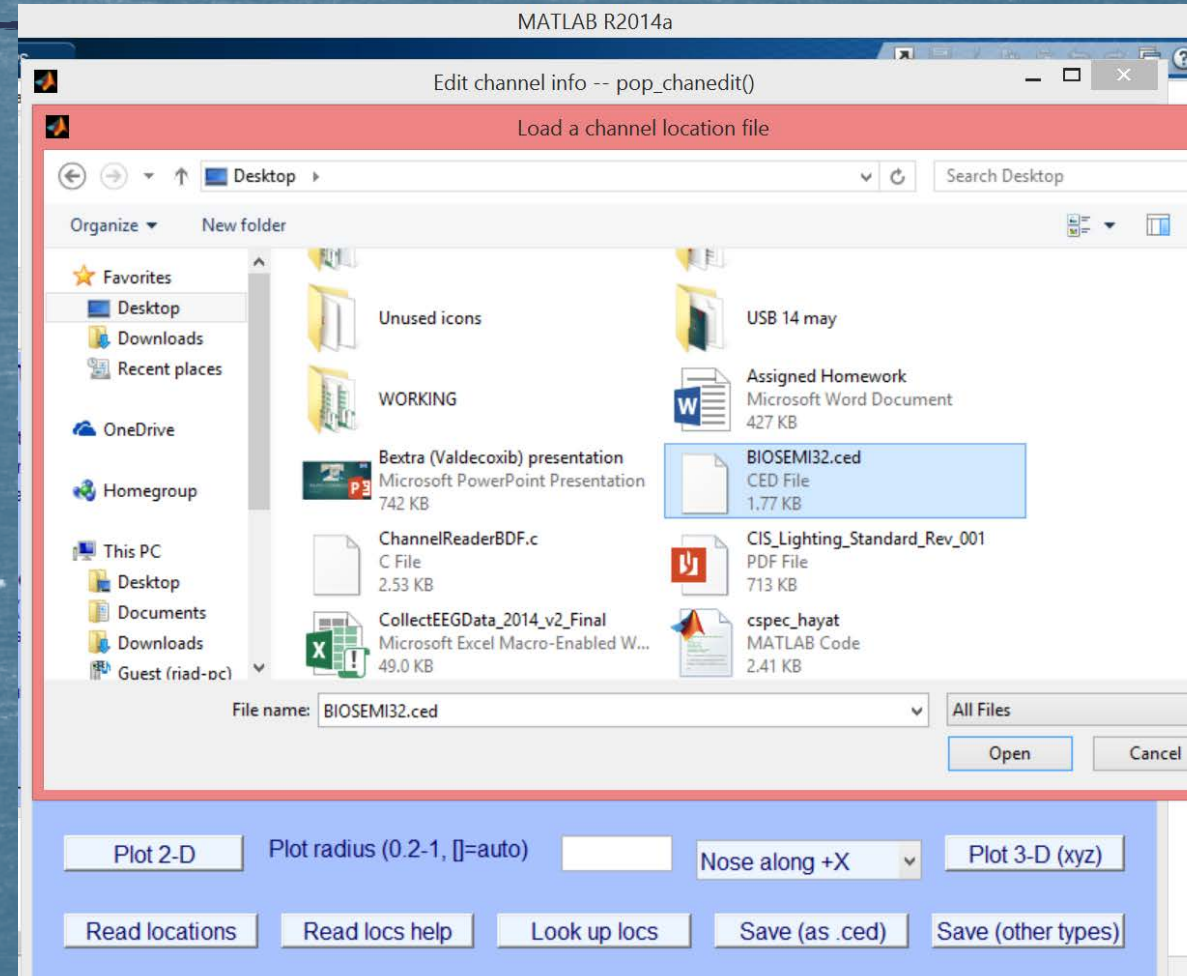 MATLAB R2014a
Edit channel info -- pop_chanedit()
Load a channel location file
Desktop
Search Desktop
Organize
New folder
Favorites
Desktop
Downloads
Recent places
OneDrive
Homegroup
This PC
Desktop
Documents
Downloads
Guest (riad-pc)
Unused icons
USB 14 may
WORKING
Assigned Homework
Microsoft Word Document
427 KB
Bextra (Valdecoxib) presentation
Microsoft PowerPoint Presentation
742 KB
BIOSEMI32.ced
CED File
1.77 KB
ChannelReaderBDF.c
C File
2.53 KB
CIS_Lighting_Standard_Rev_001
PDF File
713 KB
CollectEEGData_2014_v2_Final
Microsoft Excel Macro-Enabled W...
49.0 KB
cspec_hayat
MATLAB Code
2.41 KB
File name: BIOSEMI32.ced
All Files
Open
Cancel
Plot 2-D
Plot radius (0.2-1, []=auto)
Nose along +X
Plot 3-D (xyz)
Read locations
Read locs help
Look up locs
Save (as .ced)
Save (other types)